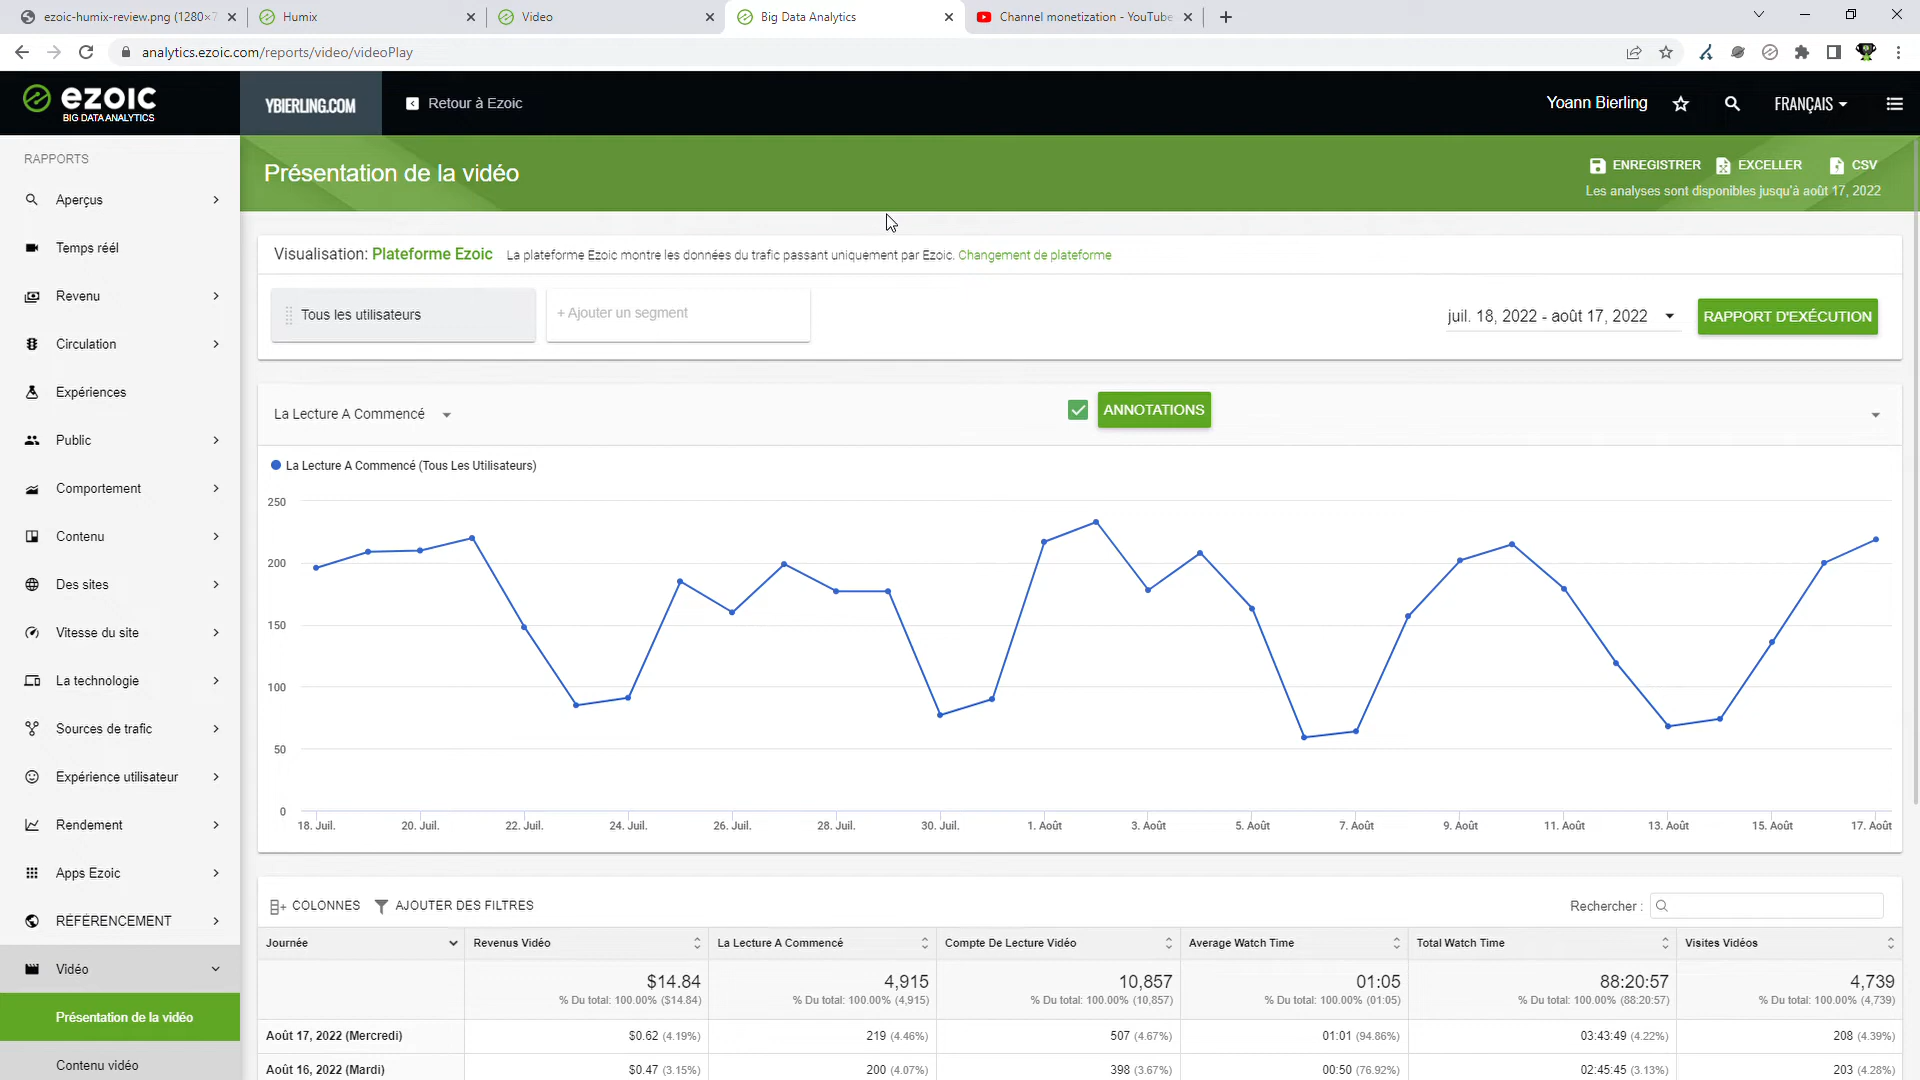 ezoic-humix-review.png (1280×7
Humix
Video
Big Data Analytics
Channel monetization - YouTube
analytics.ezoic.com/reports/video/videoPlay
ezoic
BIG DATA ANALYTICS
YBIERLING.COM
Retour à Ezoic
Yoann Bierling
FRANÇAIS
RAPPORTS
Aperçus
Temps réél
Revenu
Circulation
Expériences
Public
Comportement
Contenu
Des sites
Vitesse du site
La technologie
Sources de trafic
Expérience utilisateur
Rendement
Apps Ezoic
RÉFÉRENCEMENT
Vidéo
Présentation de la vidéo
Contenu vidéo
Présentation de la vidéo
ENREGISTRER
EXCELLER
CSV
Les analyses sont disponibles jusqu'à août 17, 2022
Visualisation: Plateforme Ezoic La plateforme Ezoic montre les données du trafic passant uniquement par Ezoic. Changement de plateforme
Tous les utilisateurs
+ Ajouter un segment
juil. 18, 2022 - août 17, 2022
RAPPORT D'EXÉCUTION
La Lecture A Commencé
ANNOTATIONS
La Lecture A Commencé (Tous Les Utilisateurs)
250
200
150
100
50
0
18. Juil. 20. Juil. 22. Juil. 24. Juil. 26. Juil. 28. Juil. 30. Juil. 1. Août 3. Août 5. Août 7. Août 9. Août 11. Août 13. Août 15. Août 17. Août
COLONNES
AJOUTER DES FILTRES
Rechercher :
Journée Revenus Vidéo La Lecture A Commencé Compte De Lecture Vidéo Average Watch Time Total Watch Time Visites Vidéos
$14.84 4,915 10,857 01:05 88:20:57 4,739
% Du total: 100.00% ($14.84) % Du total: 100.00% (4,915) % Du total: 100.00% (10,857) % Du total: 100.00% (01:05) % Du total: 100.00% (88:20:57) % Du total: 100.00% (4,739)
Août 17, 2022 (Mercredi) $0.62 (4.19%) 219 (4.46%) 507 (4.67%) 01:01 (94.86%) 03:43:49 (4.22%) 208 (4.39%)
Août 16, 2022 (Mardi) $0.47 (3.15%) 200 (4.07%) 398 (3.67%) 00:50 (76.92%) 02:45:45 (3.13%) 203 (4.28%)